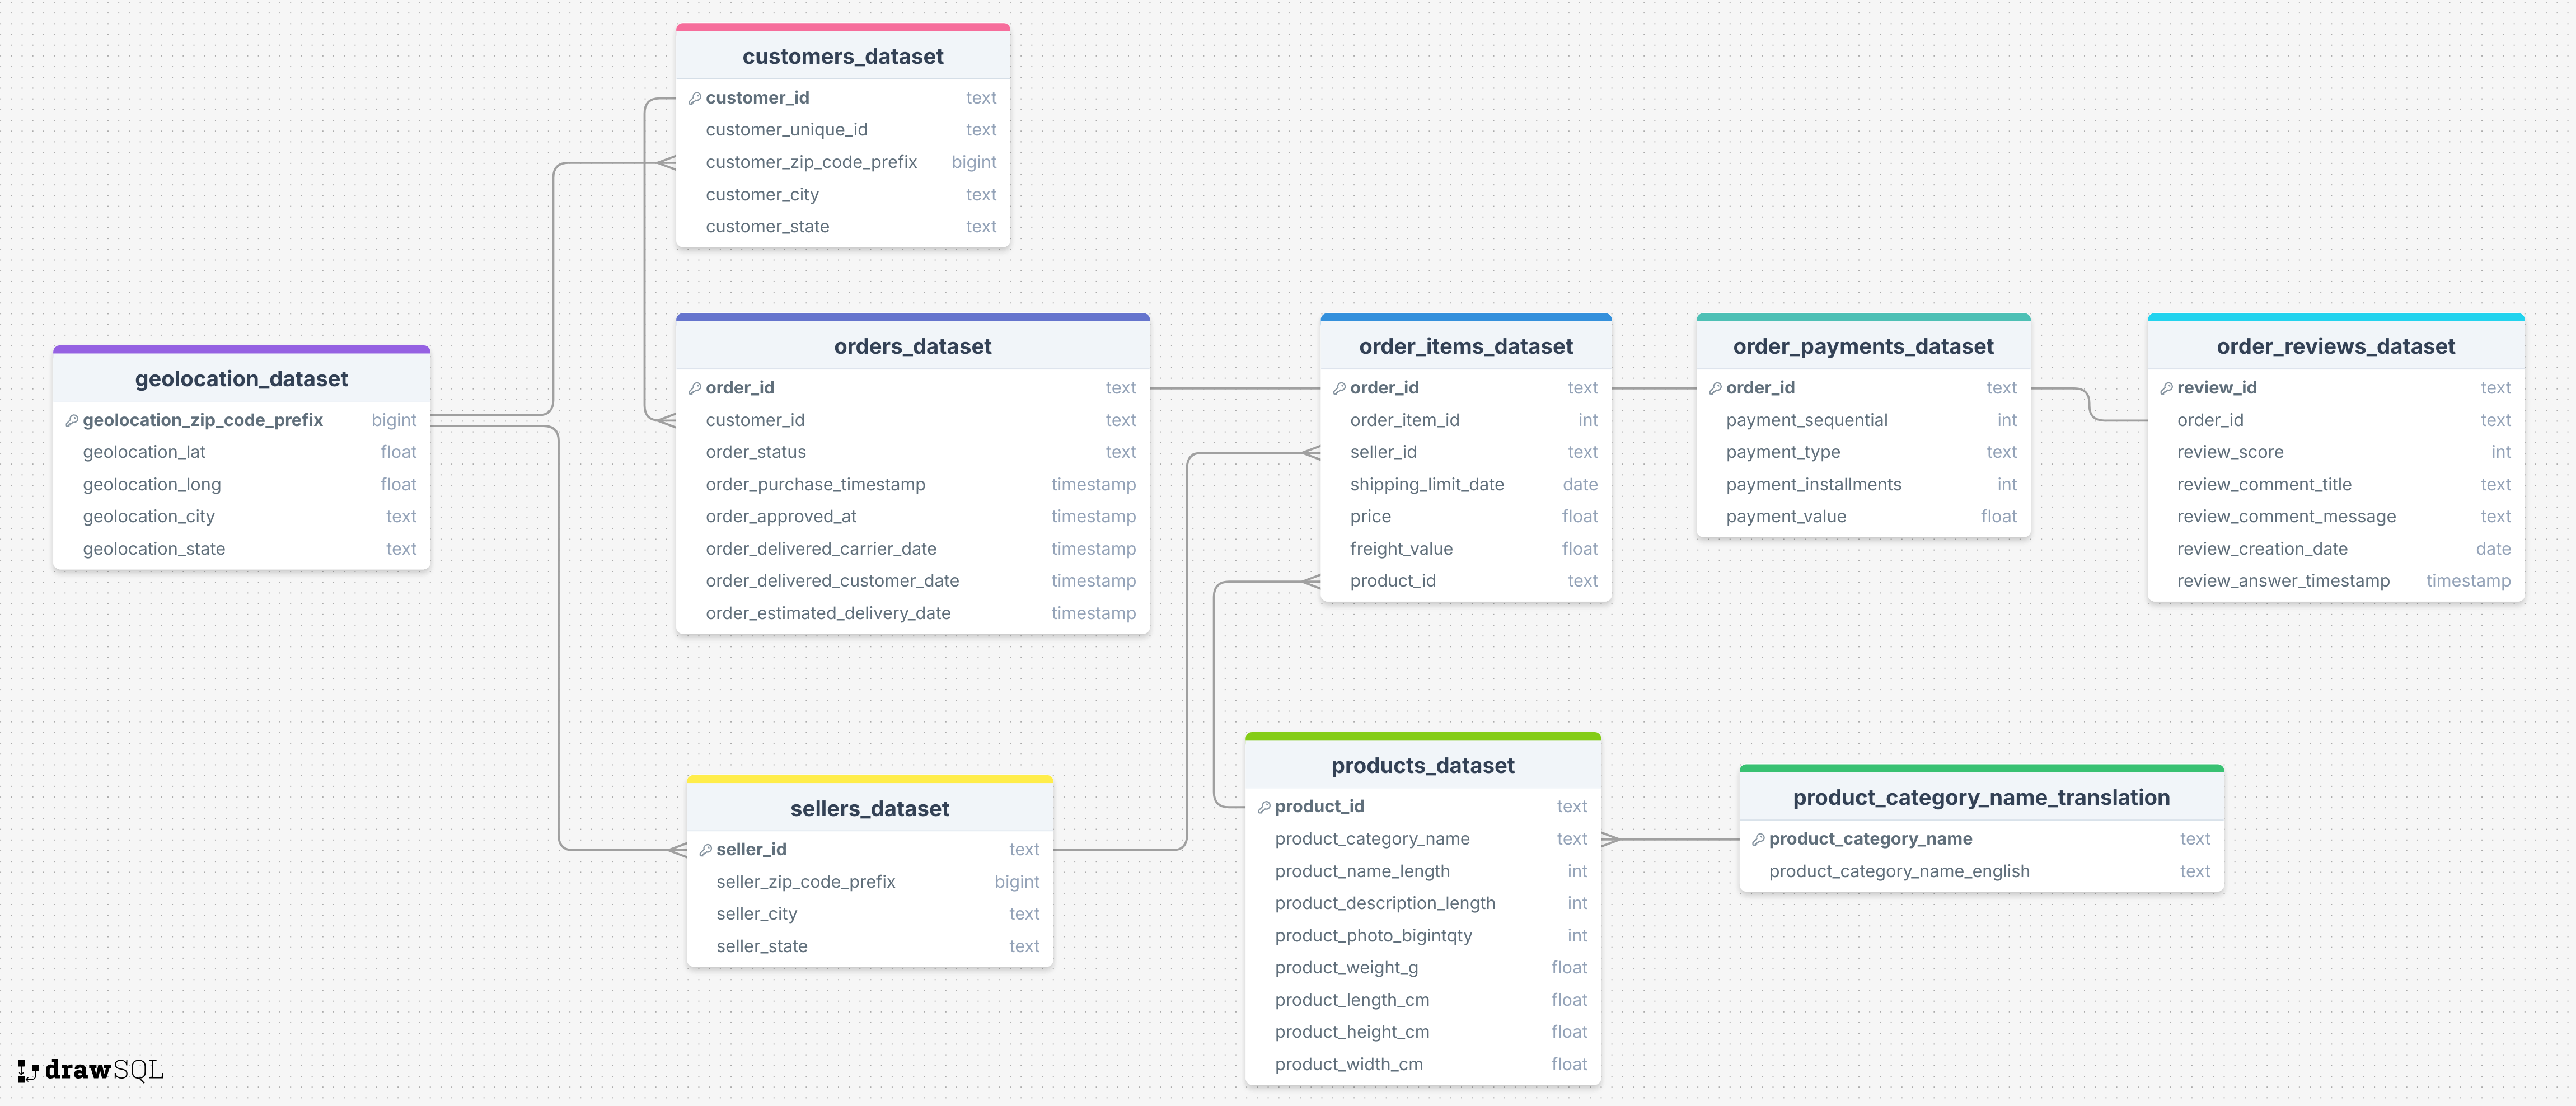 customers_dataset
customer_id text
customer_unique_id text
customer_zip_code_prefix bigint
customer_city text
customer_state text
geolocation_dataset
geolocation_zip_code_prefix bigint
geolocation_lat float
geolocation_long float
geolocation_city text
geolocation_state text
orders_dataset
order_id text
customer_id text
order_status text
order_purchase_timestamp timestamp
order_approved_at timestamp
order_delivered_carrier_date timestamp
order_delivered_customer_date timestamp
order_estimated_delivery_date timestamp
order_items_dataset
order_id text
order_item_id int
seller_id text
shipping_limit_date date
price float
freight_value float
product_id text
order_payments_dataset
order_id text
payment_sequential int
payment_type text
payment_installments int
payment_value float
order_reviews_dataset
review_id text
order_id text
review_score int
review_comment_title text
review_comment_message text
review_creation_date date
review_answer_timestamp timestamp
sellers_dataset
seller_id text
seller_zip_code_prefix bigint
seller_city text
seller_state text
products_dataset
product_id text
product_category_name text
product_name_length int
product_description_length int
product_photo_bigintqty int
product_weight_g float
product_length_cm float
product_height_cm float
product_width_cm float
product_category_name_translation
product_category_name text
product_category_name_english text
drawSQL